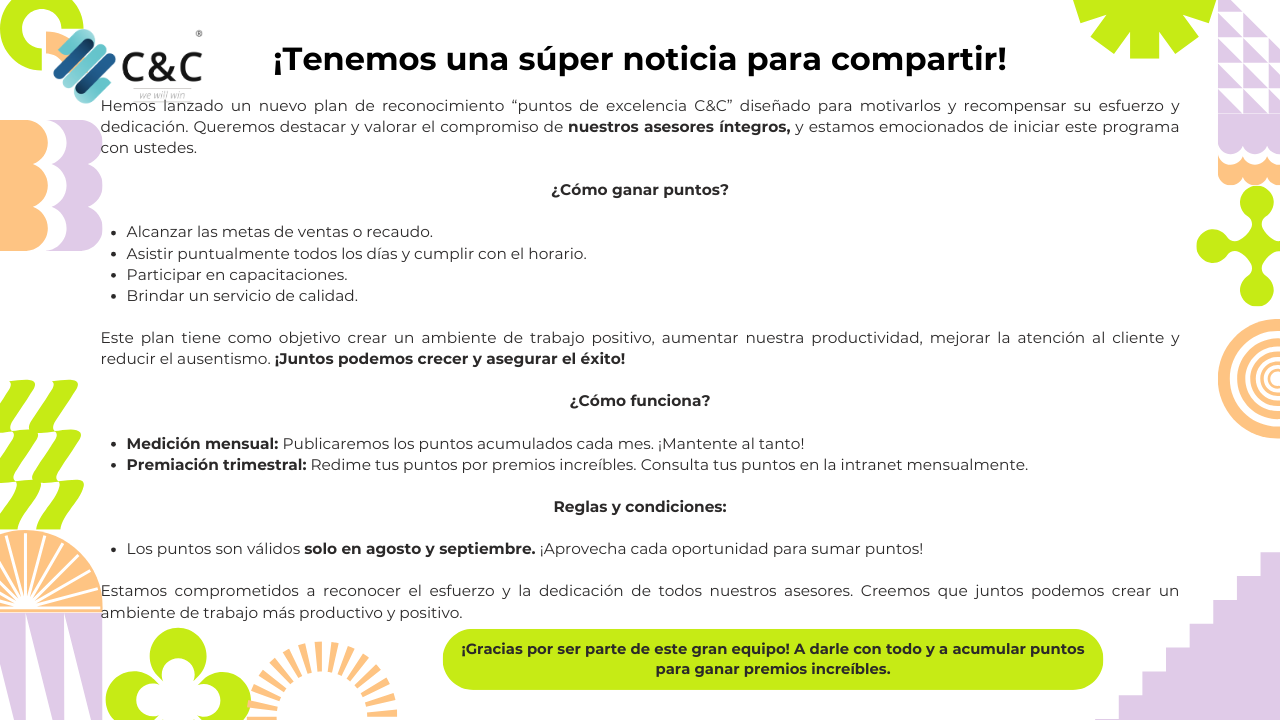 ®
C&C
we will win
¡Tenemos una súper noticia para compartir!
Hemos lanzado un nuevo plan de reconocimiento “puntos de excelencia C&C” diseñado para motivarlos y recompensar su esfuerzo y
dedicación. Queremos destacar y valorar el compromiso de nuestros asesores íntegros, y estamos emocionados de iniciar este programa
con ustedes.
¿Cómo ganar puntos?
• Alcanzar las metas de ventas o recaudo.
• Asistir puntualmente todos los días y cumplir con el horario.
• Participar en capacitaciones.
• Brindar un servicio de calidad.
Este plan tiene como objetivo crear un ambiente de trabajo positivo, aumentar nuestra productividad, mejorar la atención al cliente y
reducir el ausentismo. ¡Juntos podemos crecer y asegurar el éxito!
¿Cómo funciona?
• Medición mensual: Publicaremos los puntos acumulados cada mes. ¡Mantente al tanto!
• Premiación trimestral: Redime tus puntos por premios increíbles. Consulta tus puntos en la intranet mensualmente.
Reglas y condiciones:
• Los puntos son válidos solo en agosto y septiembre. ¡Aprovecha cada oportunidad para sumar puntos!
Estamos comprometidos a reconocer el esfuerzo y la dedicación de todos nuestros asesores. Creemos que juntos podemos crear un
ambiente de trabajo más productivo y positivo.
¡Gracias por ser parte de este gran equipo! A darle con todo y a acumular puntos
para ganar premios increíbles.